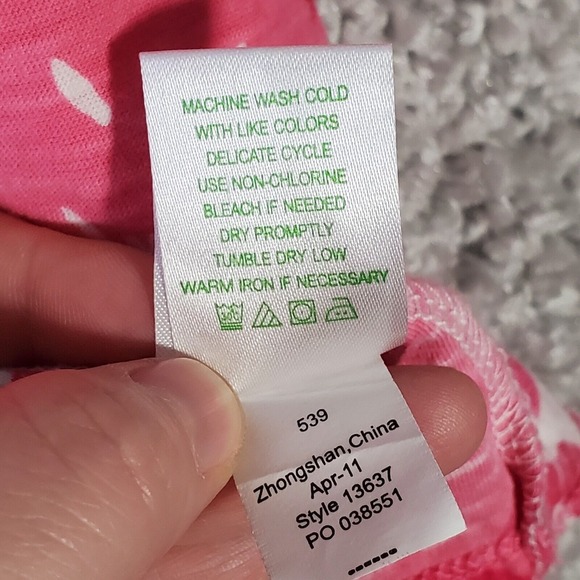 MACHINE WASH COLD
WITH LIKE COLORS
DELICATE CYCLE
USE NON-CHLORINE
BLEACH IF NEEDED
DRY PROMPTLY
TUMBLE DRY LOW
WARM IRON IF NECESSARY
539
Zhongshan,China
Apr-11
Style 13637
PO 038551
------